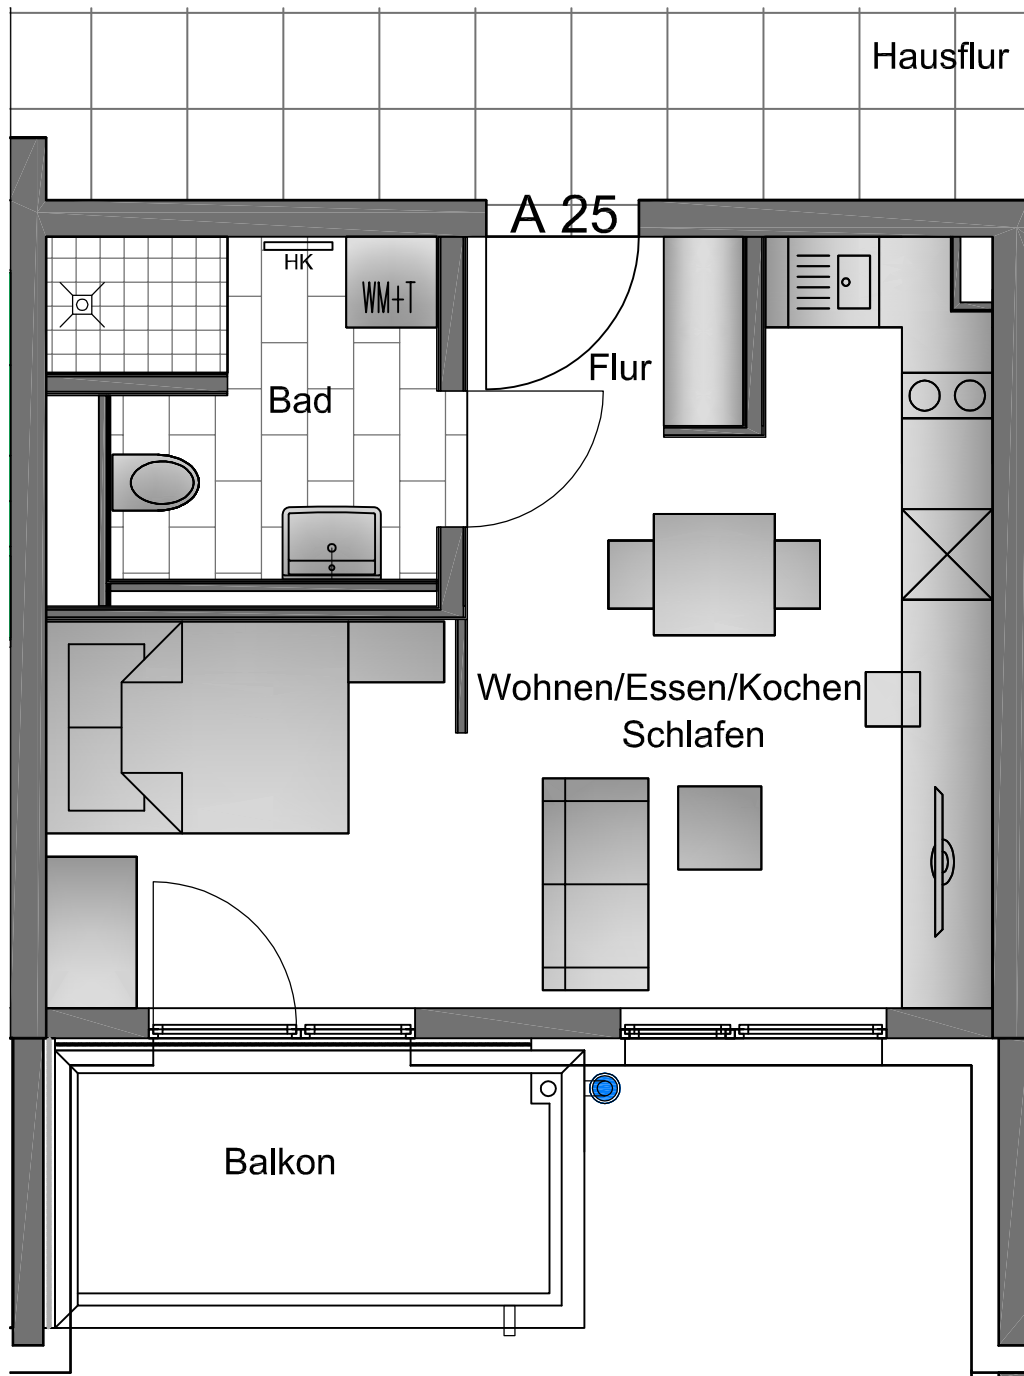 Hausflur
A 25
HK
WM+T
Flur
Bad
Wohnen/Essen/Kochen
Schlafen
Balkon